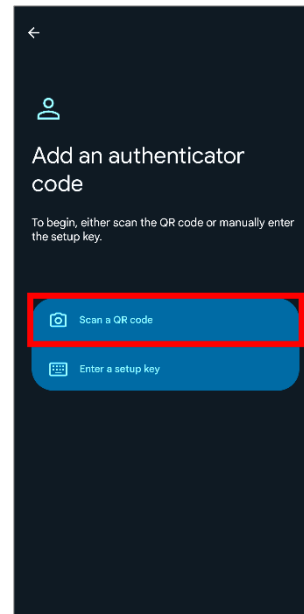 Add an authenticator
code
To begin, either scan the QR code or manually enter
the setup key.
Scan a QR code
Enter a setup key